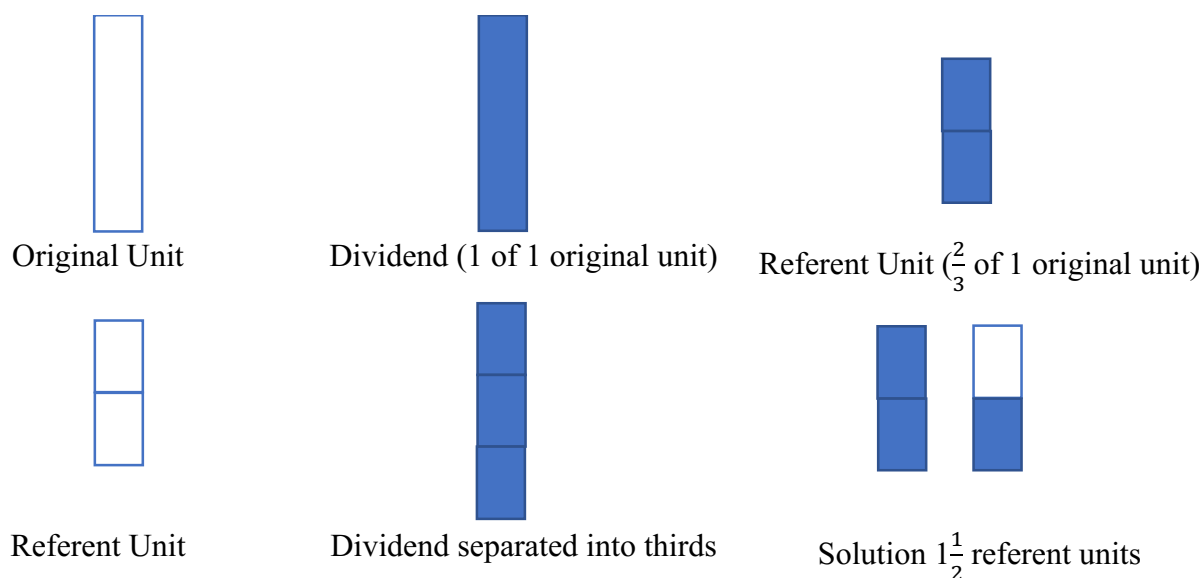 Original Unit
Dividend (1 of 1 original unit)
Referent Unit (2/3 of 1 original unit)
Referent Unit
Dividend separated into thirds
Solution 1 1/2 referent units